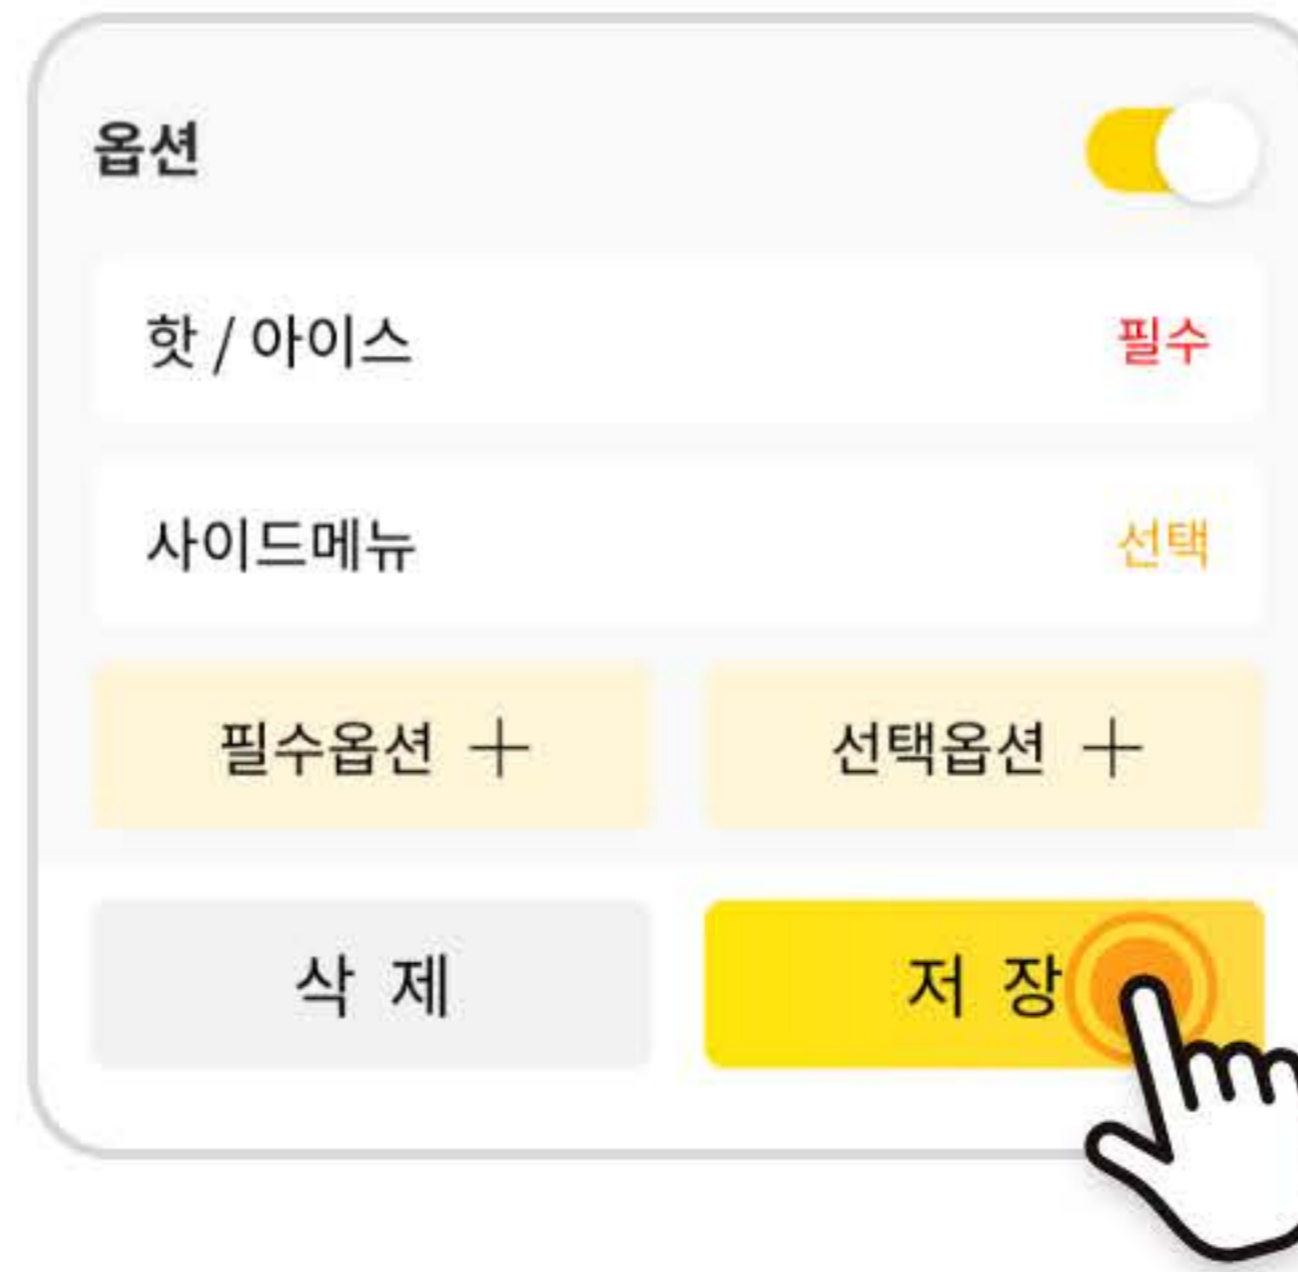 옵션
핫 / 아이스 필수
사이드메뉴 선택
필수옵션 + 선택옵션 +
삭 제 저 장